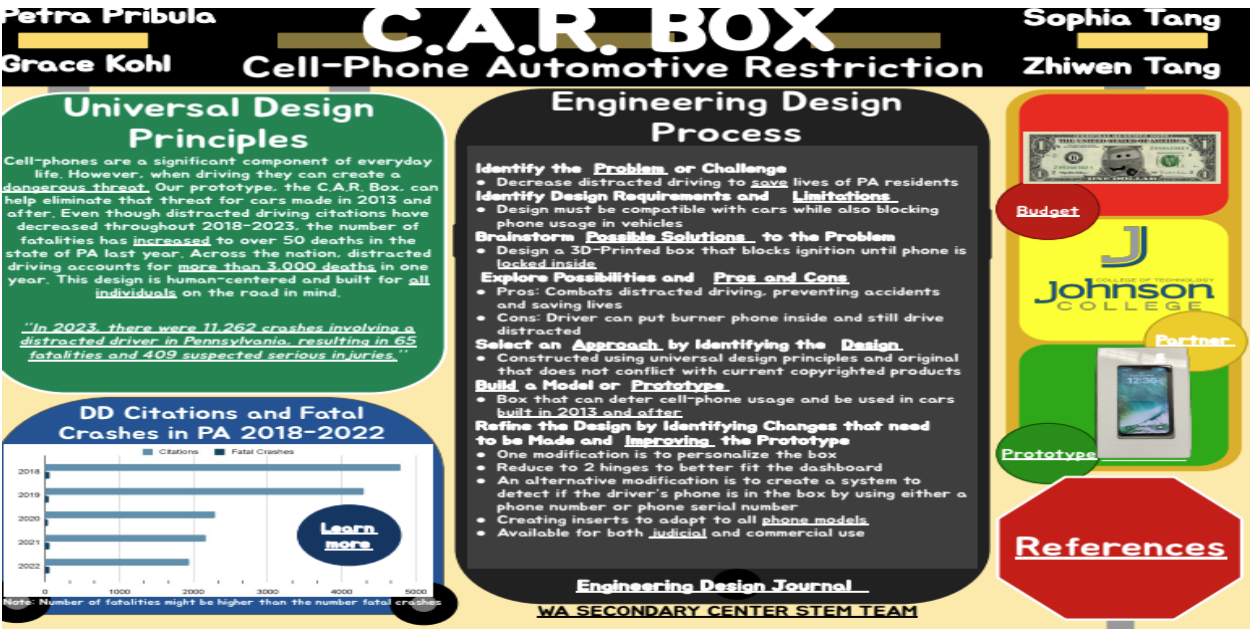 Petra Pribula
Grace Kohl
C.A.R. BOX
Cell-Phone Automotive Restriction
Sophia Tang
Zhiwen Tang
Universal Design
Principles
Cell-phones are a significant component of everyday
life. However, when driving they can create a
dangerous threat. Our prototype, the C.A.R. Box, can
help eliminate that threat for cars made in 2013 and
after. Even though distracted driving citations have
decreased throughout 2018-2023, the number of
fatalities has increased to over 50 deaths in the
state of PA last year. Across the nation, distracted
driving accounts for more than 3,000 deaths in one
year. This design is human-centered and built for all
individuals on the road in mind.
"In 2023, there were 11,262 crashes involving a
distracted driver in Pennsylvania, resulting in 65
fatalities and 409 suspected serious injuries."
DD Citations and Fatal
Crashes in PA 2018-2022
Citations Fatal Crashes
2018
2019
2020
2021
2022
0 1000 2000 3000 4000 5000
Learn
more
Note: Number of fatalities might be higher than the number fatal crashes
Engineering Design
Process
Identify the Problem or Challenge
● Decrease distracted driving to save lives of PA residents
Identify Design Requirements and Limitations
● Design must be compatible with cars while also blocking
phone usage in vehicles
Brainstorm Possible Solutions to the Problem
● Design a 3D-Printed box that blocks ignition until phone is
locked inside
Explore Possibilities and Pros and Cons
● Pros: Combats distracted driving, preventing accidents
and saving lives
● Cons: Driver can put burner phone inside and still drive
distracted
Select an Approach by Identifying the Design
● Constructed using universal design principles and original
that does not conflict with current copyrighted products
Build a Model or Prototype
● Box that can deter cell-phone usage and be used in cars
built in 2013 and after
Refine the Design by Identifying Changes that need
to be Made and Improving the Prototype
● One modification is to personalize the box
● Reduce to 2 hinges to better fit the dashboard
● An alternative modification is to create a system to
detect if the driver's phone is in the box by using either a
phone number or phone serial number
● Creating inserts to adapt to all phone models
● Available for both judicial and commercial use
Engineering Design Journal
WA SECONDARY CENTER STEM TEAM
Budget
J
COLLEGE OF TECHNOLOGY
Johnson
COLLEGE
Partner
s
12:36
Prototype
References